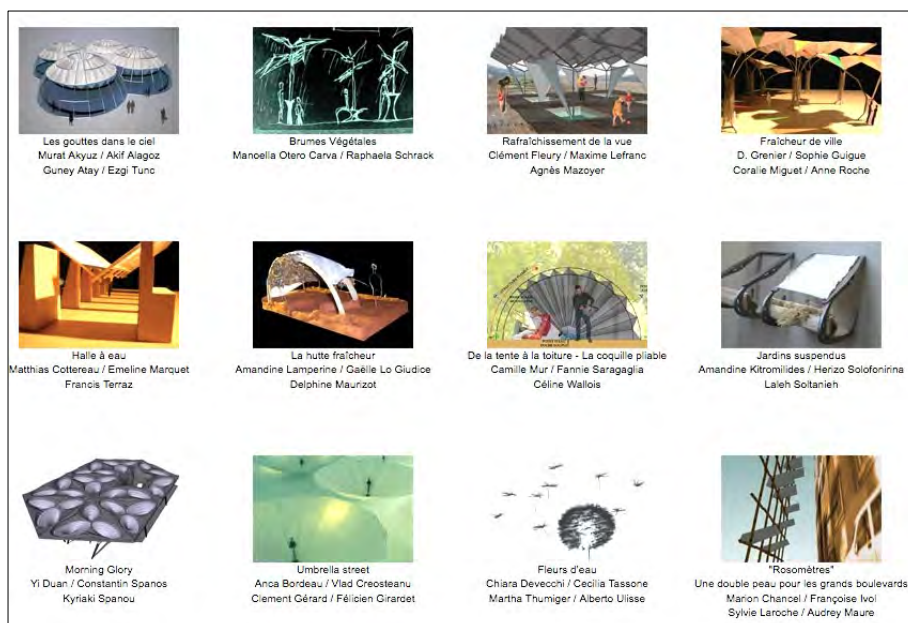 Les gouttes dans le ciel
Murat Akyuz / Akif Alagoz
Guney Atay / Ezgi Tunc
Brumes Végétales
Manoella Otero Carva / Raphaela Schrack
Rafraîchissement de la vue
Clément Fleury / Maxime Lefranc
Agnès Mazoyer
Fraîcheur de ville
D. Grenier / Sophie Guigue
Coralie Miguet / Anne Roche
Halle à eau
Matthias Cottereau / Emeline Marquet
Francis Terraz
La hutte fraîcheur
Amandine Lamperine / Gaëlle Lo Giudice
Delphine Maurizot
De la tente à la toiture - La coquille pliable
Camille Mur / Fannie Saragaglia
Céline Wallois
Jardins suspendus
Amandine Kitromilides / Herizo Solofonirina
Laleh Soltanieh
Morning Glory
Yi Duan / Constantin Spanos
Kyriaki Spanou
Umbrella street
Anca Bordeau / Vlad Creosteanu
Clement Gérard / Félicien Girardet
Fleurs d'eau
Chiara Devecchi / Cecilia Tassone
Martha Thumiger / Alberto Ulisse
"Rosomètres"
Une double peau pour les grands boulevards
Marion Chancel / Françoise Ivol
Sylvie Laroche / Audrey Maure